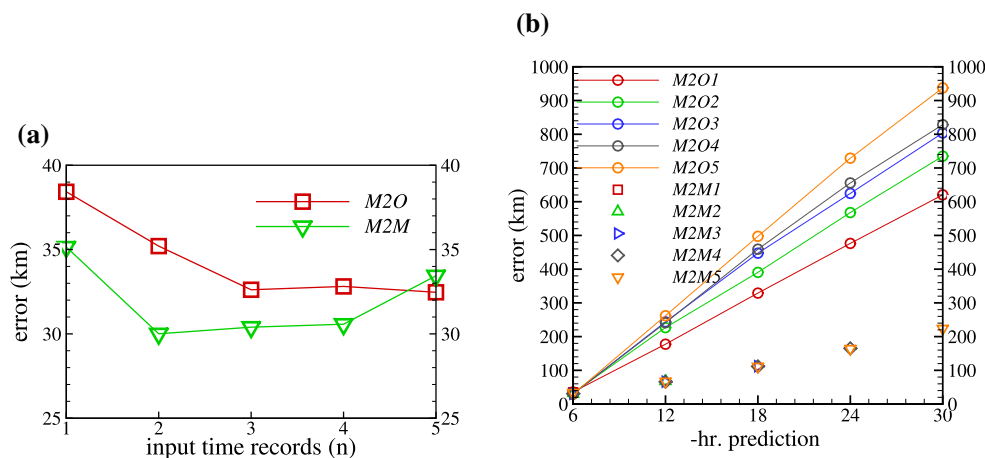 (a)
40
35
30
25
error (km)
40
35
30
25
M2O
M2M
1 2 3 4 5
input time records (n)
(b)
1000
900
800
700
600
500
400
300
200
100
0
error (km)
M2O1
M2O2
M2O3
M2O4
M2O5
M2M1
M2M2
M2M3
M2M4
M2M5
1000
900
800
700
600
500
400
300
200
100
0
6 12 18 24 30
-hr. prediction